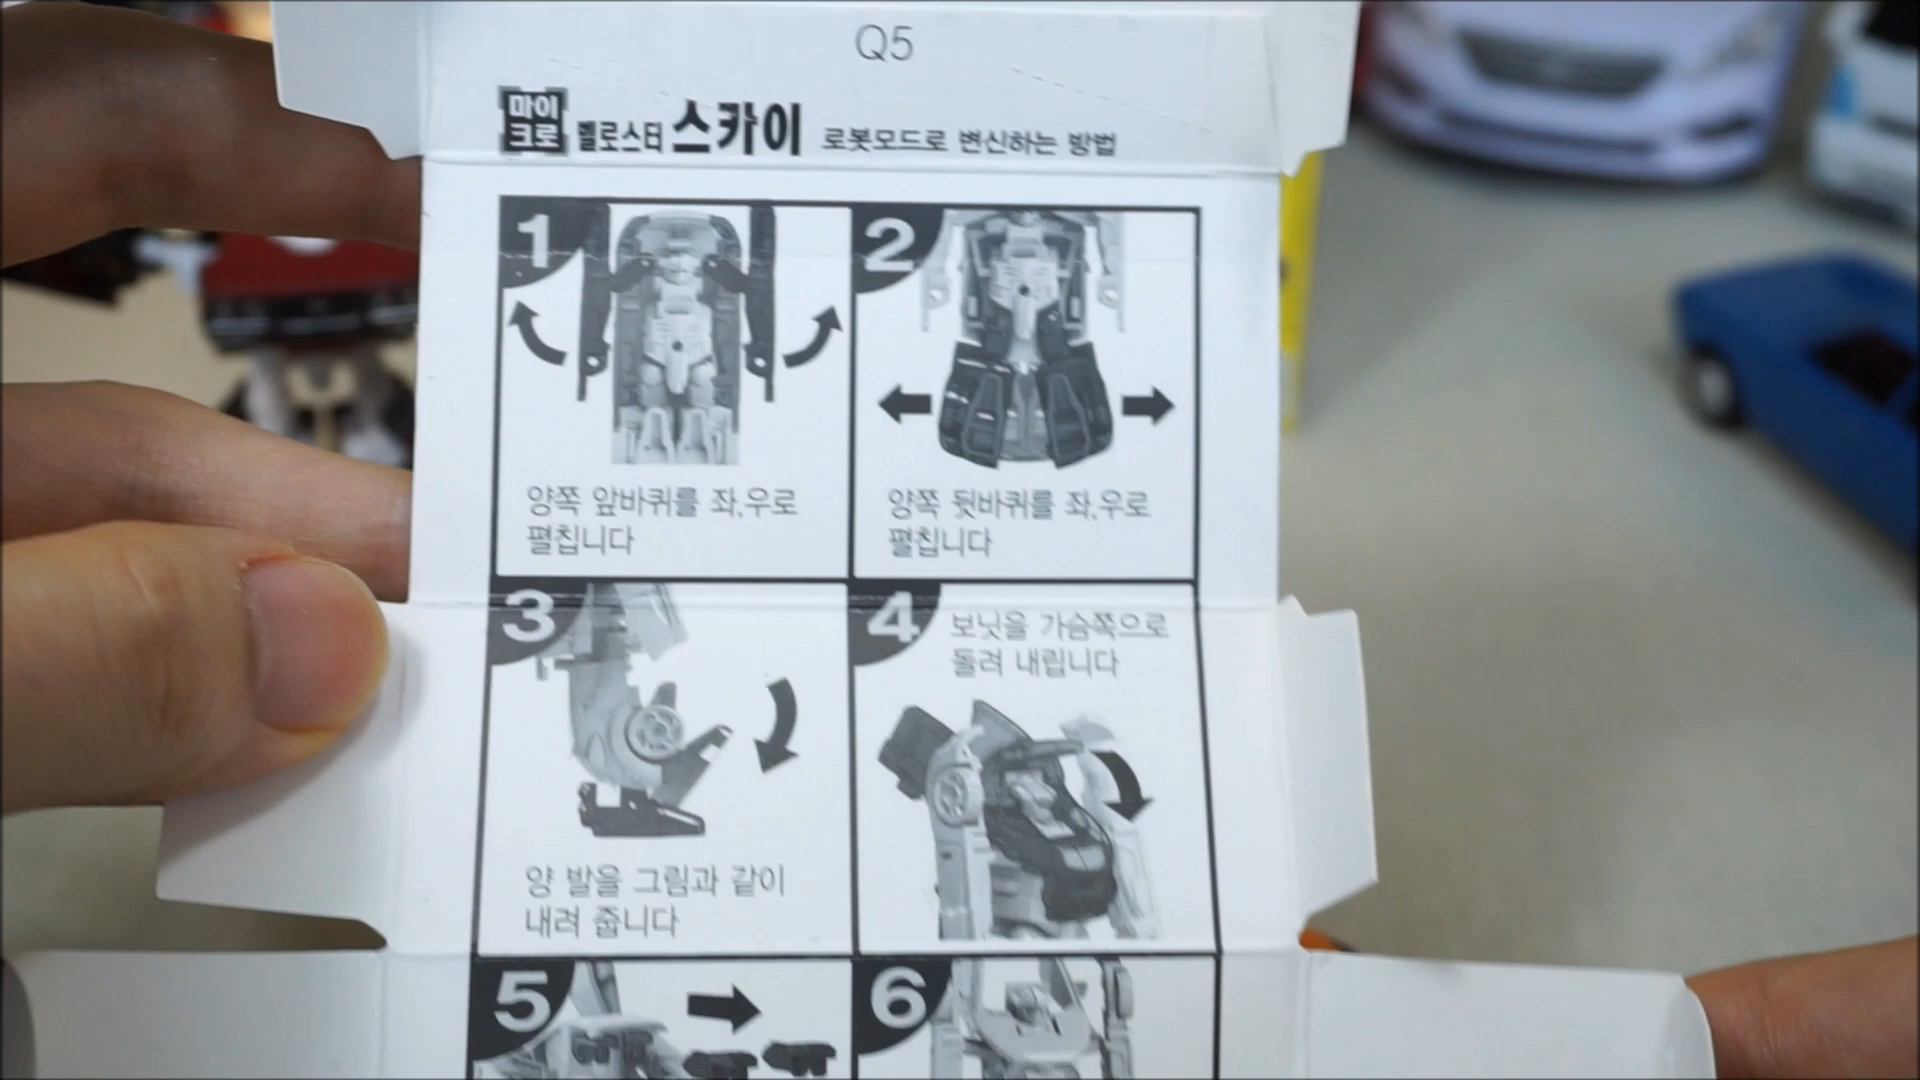 Q5
마이
크로
벨로스터 스카이 로봇모드로 변신하는 방법
1
양쪽 앞바퀴를 좌,우로
펼칩니다
2
양쪽 뒷바퀴를 좌,우로
펼칩니다
3
양 발을 그림과 같이
내려 줍니다
4
보닛을 가슴쪽으로
돌려 내립니다
5
6